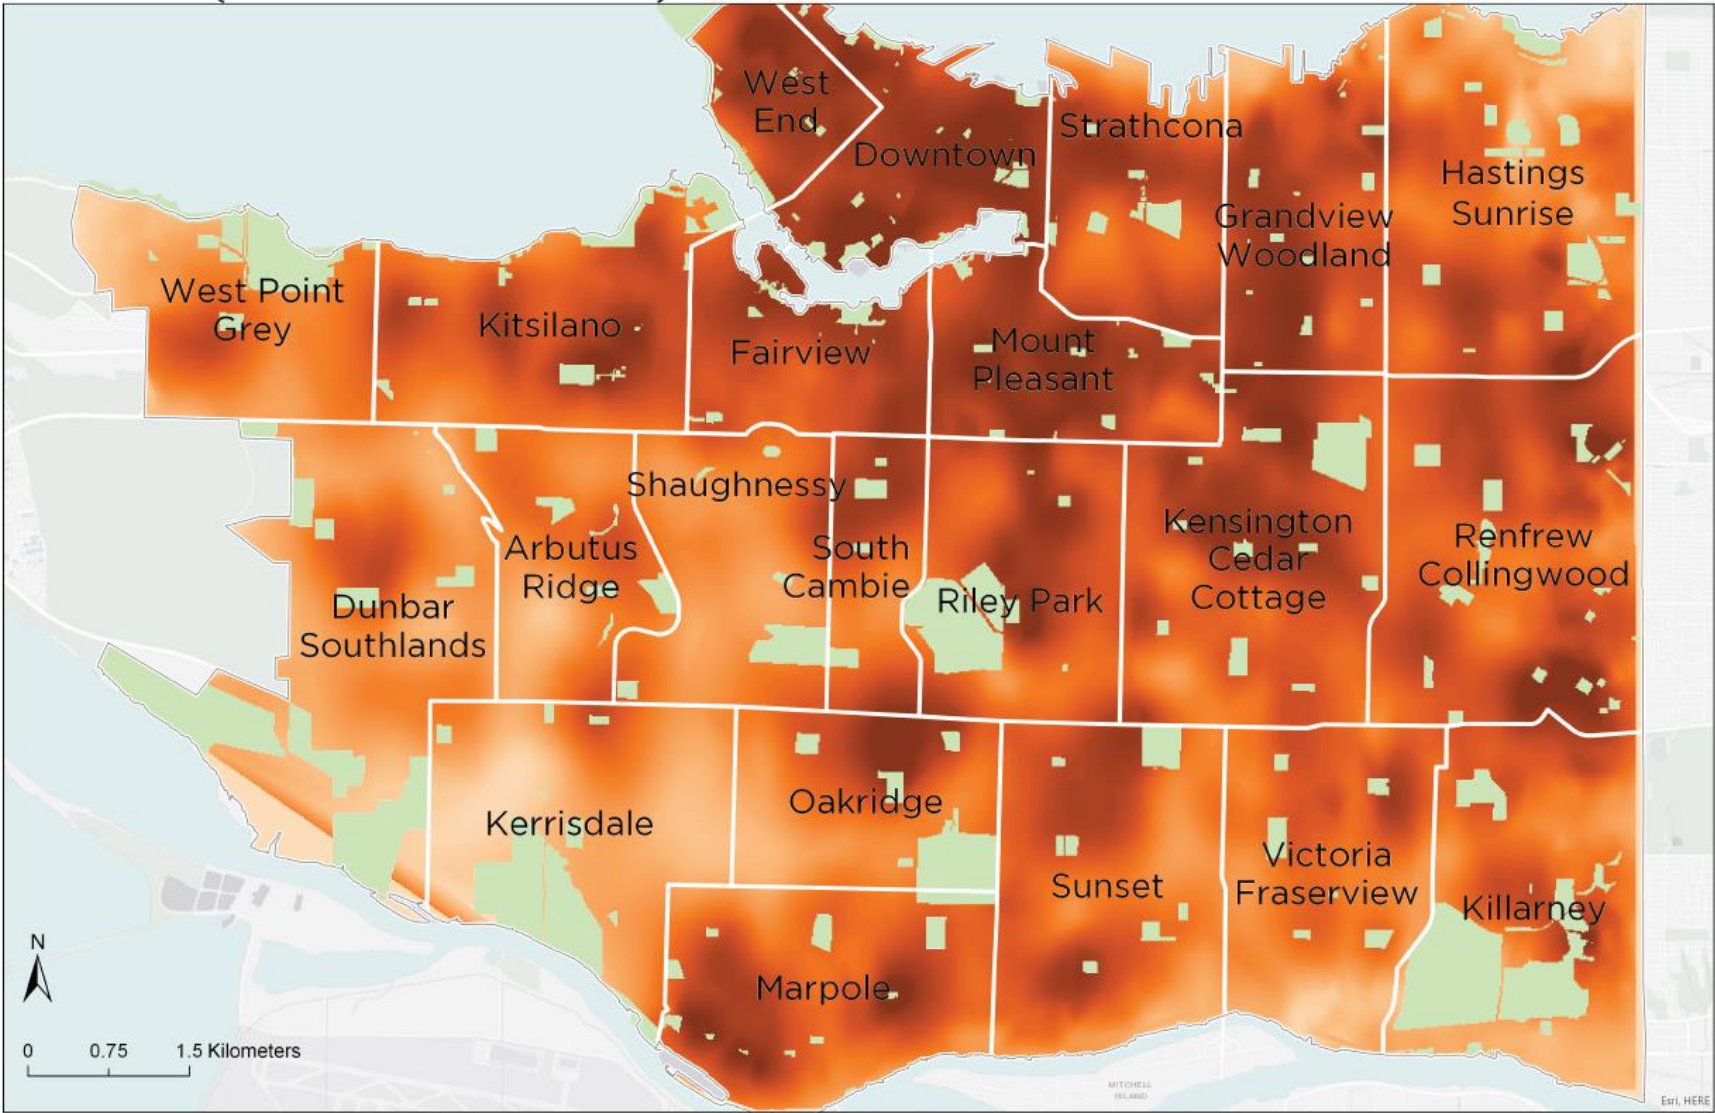 West
End
Downtown
Strathcona
Hastings
Sunrise
Grandview
Woodland
West Point
Grey
Kitsilano
Fairview
Mount
Pleasant
Shaughnessy
Arbutus
Ridge
South
Cambie
Riley Park
Kensington
Cedar
Cottage
Renfrew
Collingwood
Dunbar
Southlands
Kerrisdale
Oakridge
Sunset
Victoria
Fraserview
Killarney
Marpole
N
0 0.75 1.5 Kilometers
MITCHELL
ISLAND
Esri, HERE